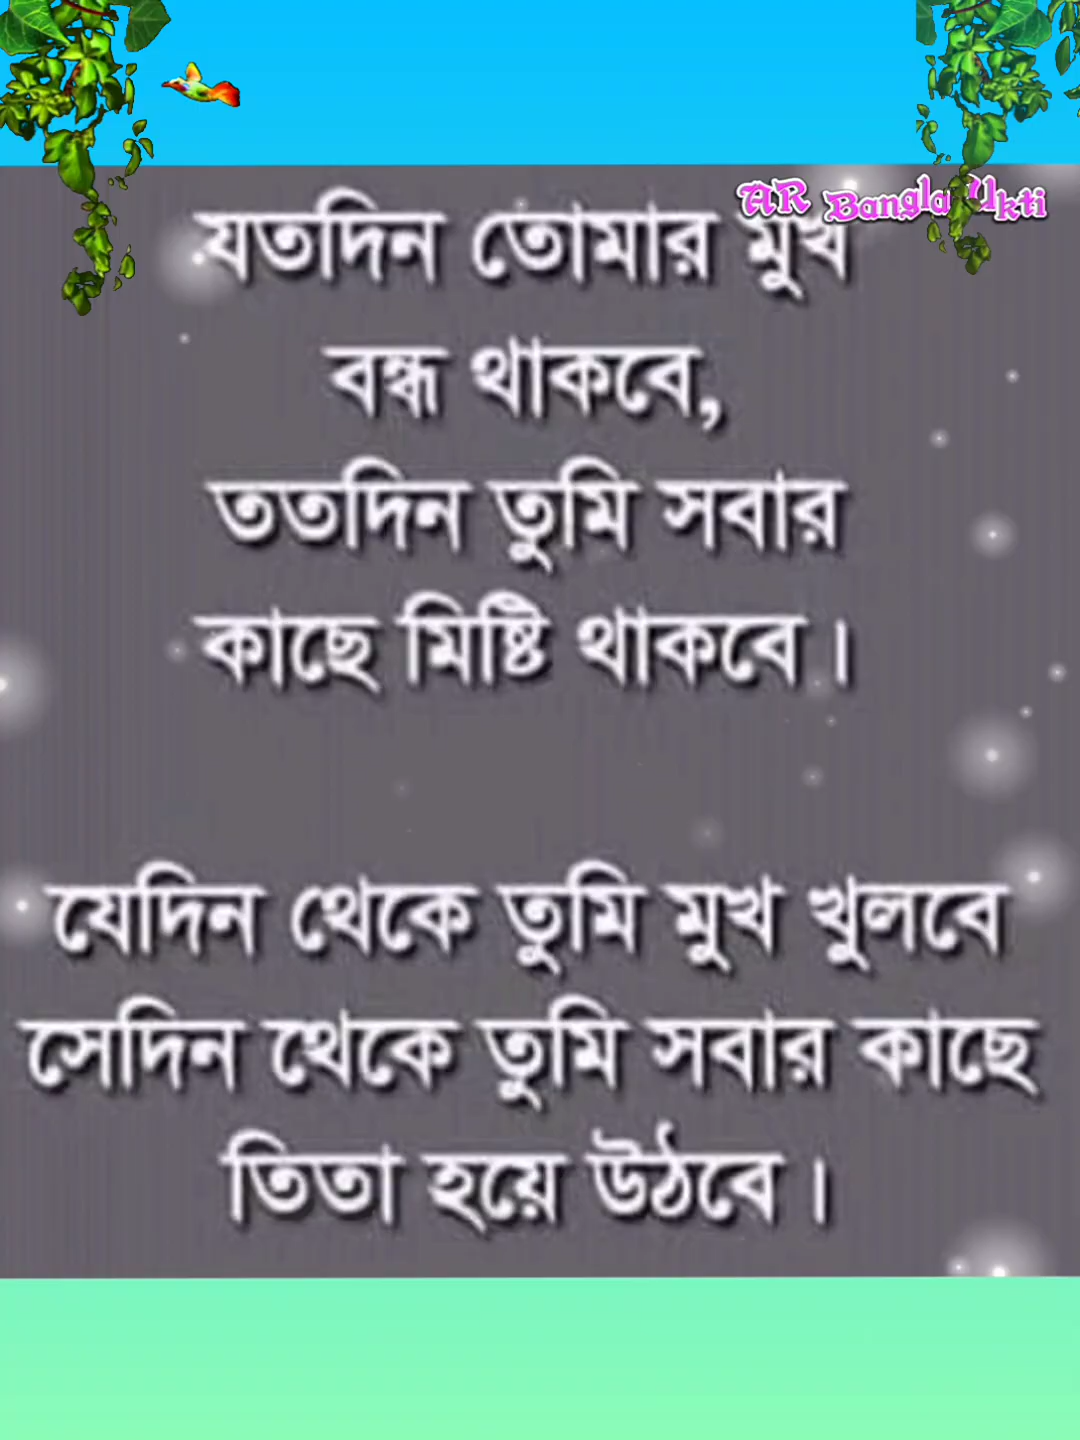 AR Bangla Ukti
যতদিন তোমার মুখ
বন্ধ থাকবে,
ততদিন তুমি সবার
কাছে মিষ্টি থাকবে।
যেদিন থেকে তুমি মুখ খুলবে
সেদিন থেকে তুমি সবার কাছে
তিতা হয়ে উঠবে।